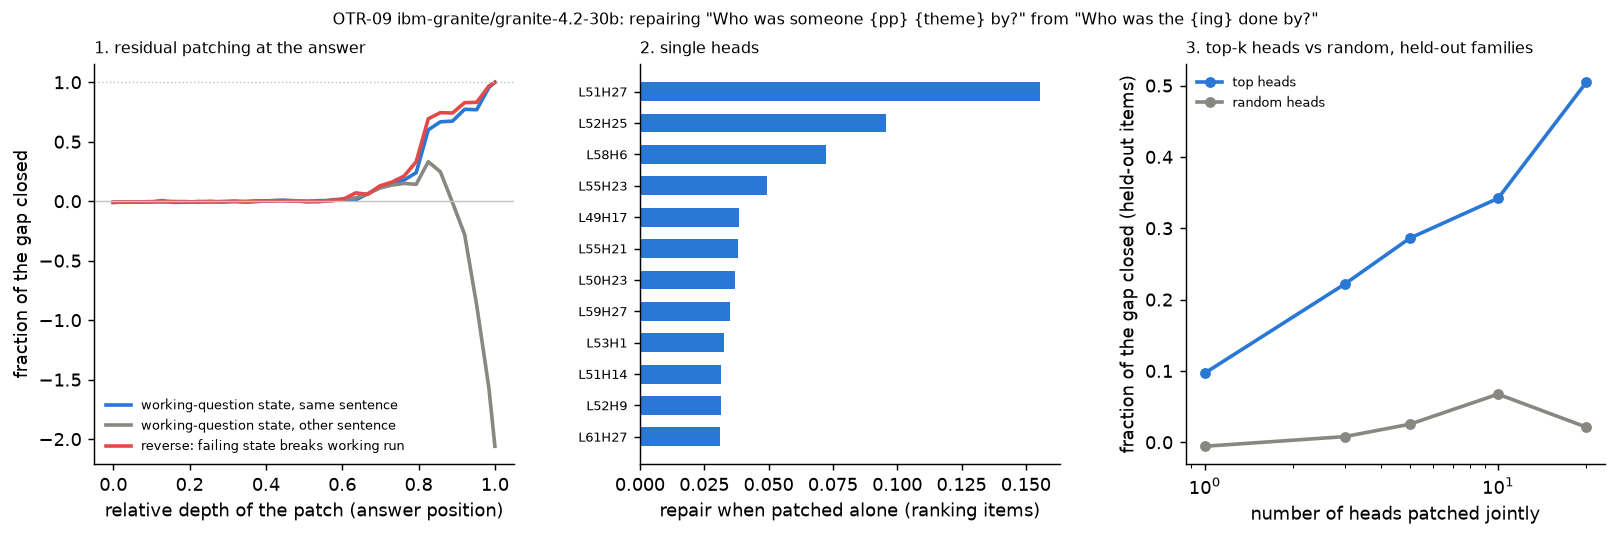 OTR-09 ibm-granite/granite-4.2-30b: repairing "Who was someone {pp} {theme} by?" from "Who was the {ing} done by?"
1. residual patching at the answer
fraction of the gap closed
1.0
0.5
0.0
−0.5
−1.0
−1.5
−2.0
working-question state, same sentence
working-question state, other sentence
reverse: failing state breaks working run
0.0 0.2 0.4 0.6 0.8 1.0
relative depth of the patch (answer position)
2. single heads
L51H27
L52H25
L58H6
L55H23
L49H17
L55H21
L50H23
L59H27
L53H1
L51H14
L52H9
L61H27
0.000 0.025 0.050 0.075 0.100 0.125 0.150
repair when patched alone (ranking items)
3. top-k heads vs random, held-out families
fraction of the gap closed (held-out items)
top heads
random heads
0.5
0.4
0.3
0.2
0.1
0.0
10⁰ 10¹
number of heads patched jointly